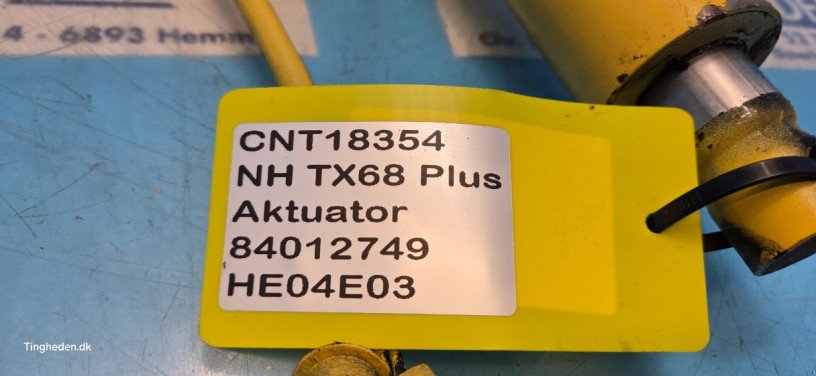 4 - 6893 Hemm
CNT18354
NH TX68 Plus
Aktuator
84012749
HE04E03
Tingheden.dk